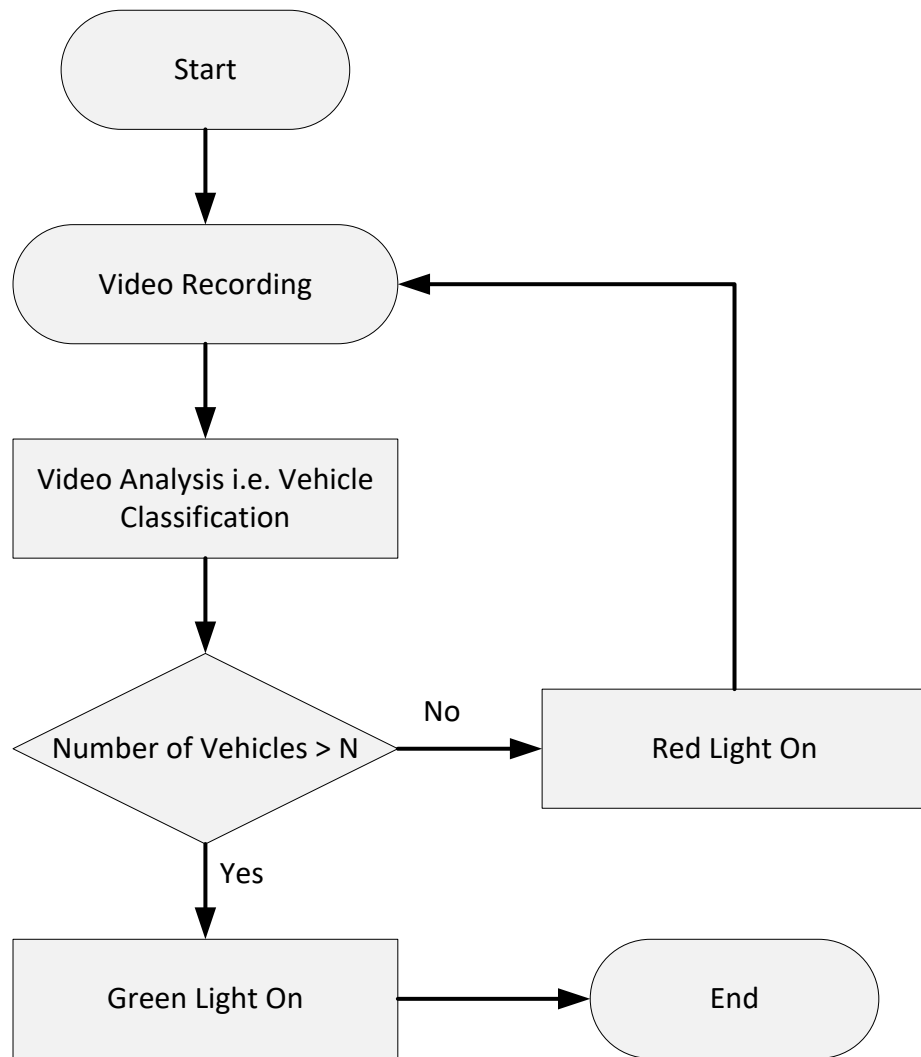 Start
Video Recording
Video Analysis i.e. Vehicle
Classification
Number of Vehicles > N
No
Red Light On
Yes
Green Light On
End